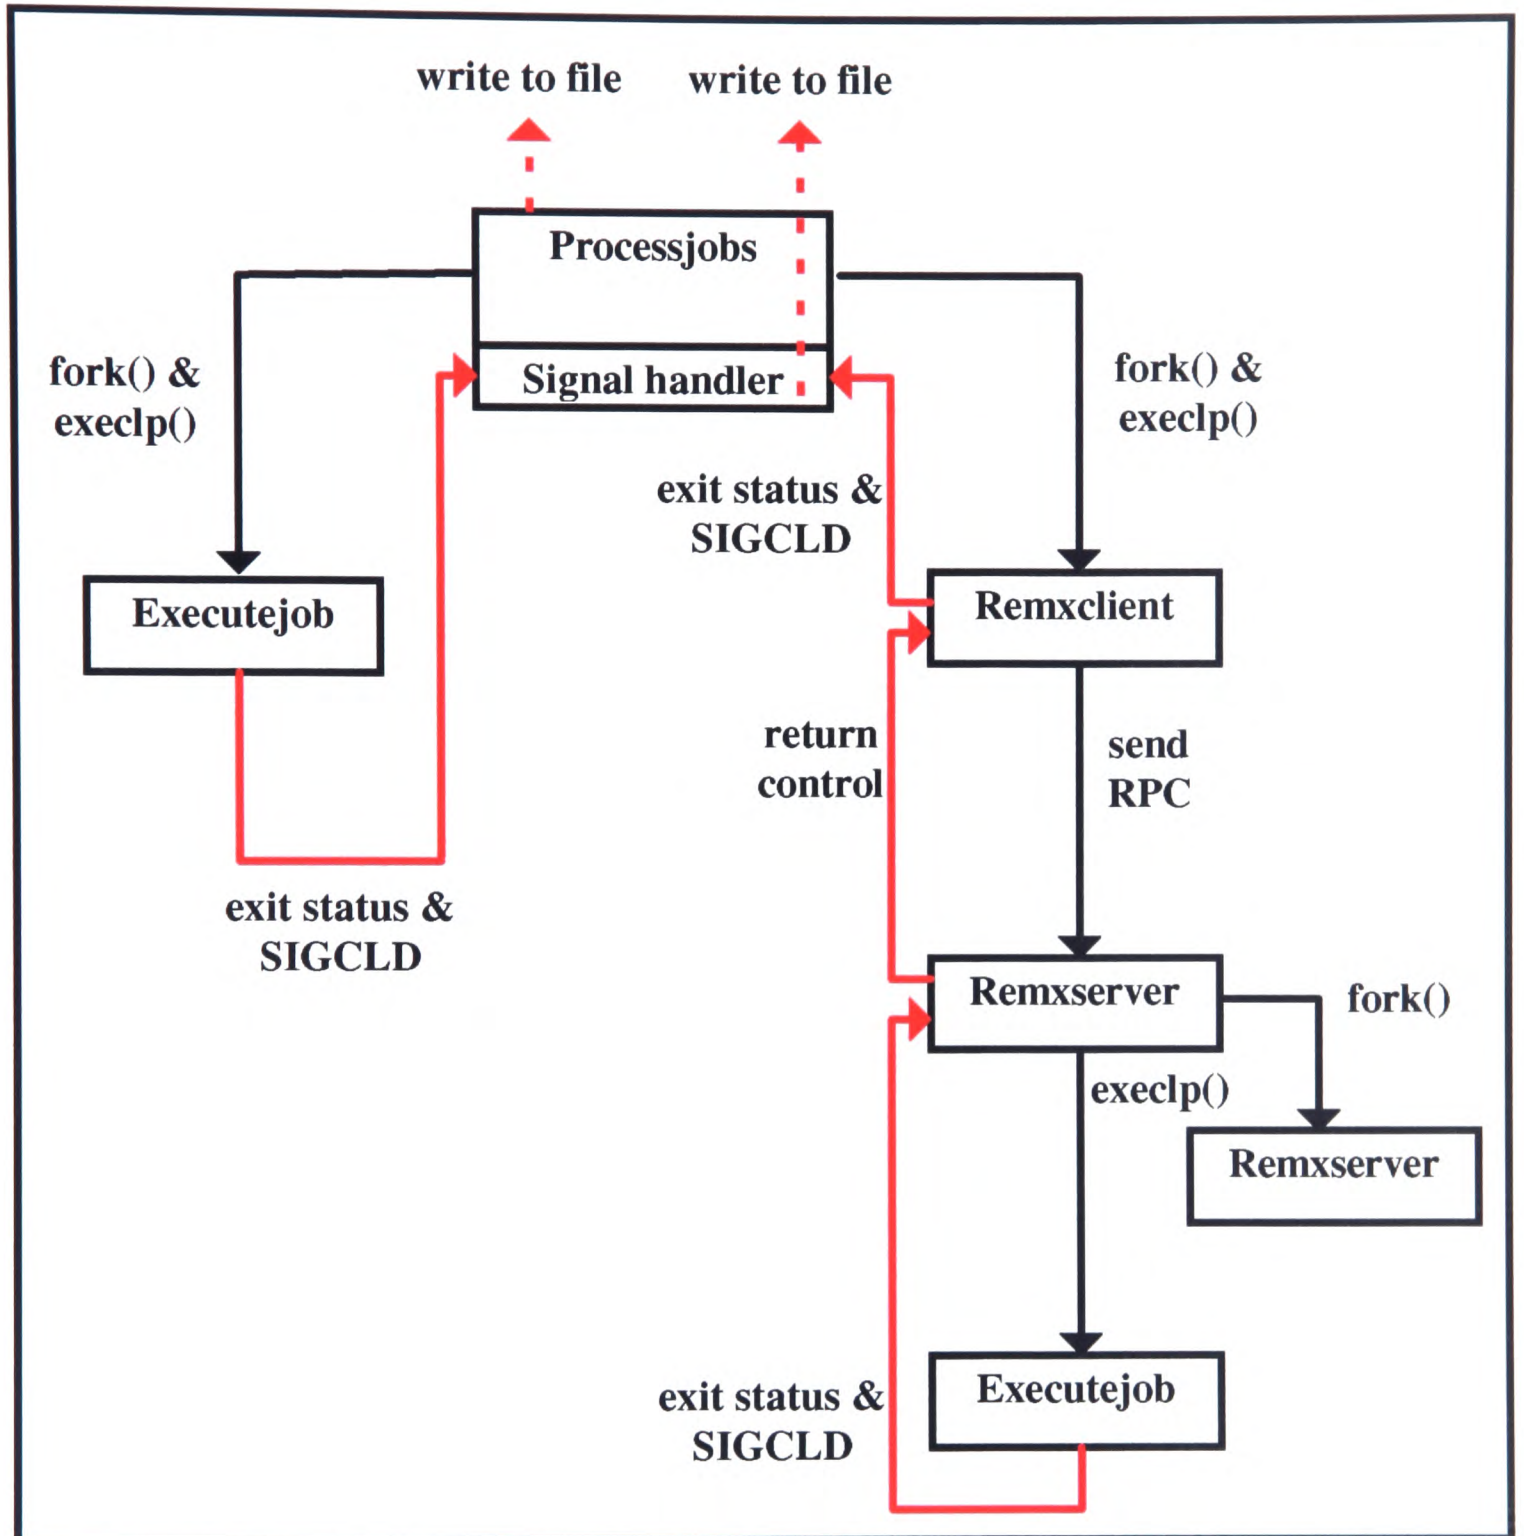 write to file
write to file
Processjobs
Signal handler
fork() &
execlp()
fork() &
execlp()
exit status &
SIGCLD
Executejob
Remxclient
return
control
send
RPC
exit status &
SIGCLD
Remxserver
fork()
execlp()
Remxserver
Executejob
exit status &
SIGCLD